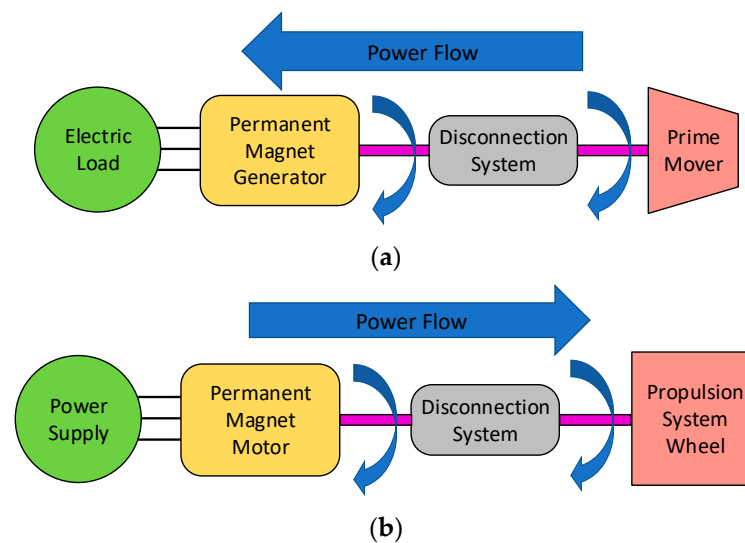 Power Flow
Electric
Load
Permanent
Magnet
Generator
Disconnection
System
Prime
Mover
(a)
Power Flow
Power
Supply
Permanent
Magnet
Motor
Disconnection
System
Propulsion
System
Wheel
(b)